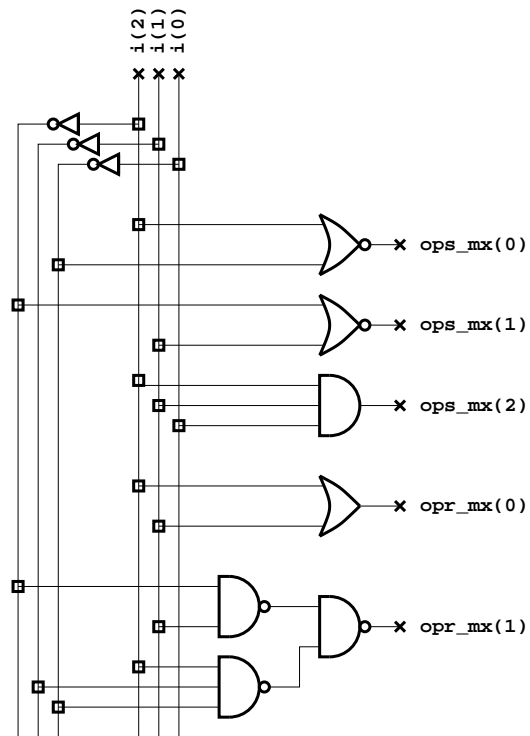 i(2)
i(1)
i(0)
ops_mx(0)
ops_mx(1)
ops_mx(2)
opr_mx(0)
opr_mx(1)